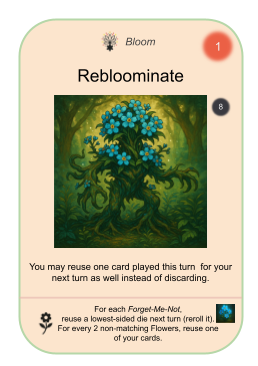 Bloom
1
Rebloominate
8
You may reuse one card played this turn for your
next turn as well instead of discarding.
For each Forget-Me-Not,
reuse a lowest-sided die next turn (reroll it).
For every 2 non-matching Flowers, reuse one
of your cards.